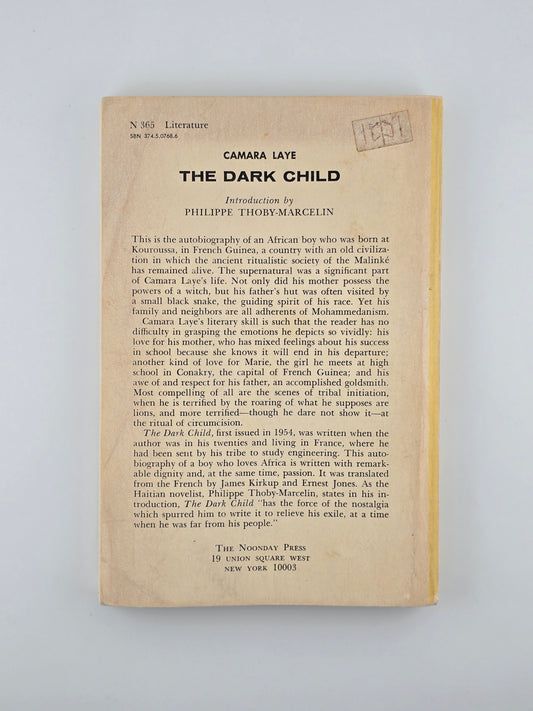 N 365 Literature
SBN 374.5.0768.6
CAMARA LAYE
THE DARK CHILD
Introduction by
PHILIPPE THOBY-MARCELIN
This is the autobiography of an African boy who was born at
Kouroussa, in French Guinea, a country with an old civiliza-
tion in which the ancient ritualistic society of the Malinké
has remained alive. The supernatural was a significant part
of Camara Laye's life. Not only did his mother possess the
powers of a witch, but his father's hut was often visited by
a small black snake, the guiding spirit of his race. Yet his
family and neighbors are all adherents of Mohammedanism.
Camara Laye's literary skill is such that the reader has no
difficulty in grasping the emotions he depicts so vividly: his
love for his mother, who has mixed feelings about his success
in school because she knows it will end in his departure;
another kind of love for Marie, the girl he meets at high
school in Conakry, the capital of French Guinea; and his
awe of and respect for his father, an accomplished goldsmith.
Most compelling of all are the scenes of tribal initiation,
when he is terrified by the roaring of what he supposes are
lions, and more terrified—though he dare not show it—at
the ritual of circumcision.
The Dark Child, first issued in 1954, was written when the
author was in his twenties and living in France, where he
had been sent by his tribe to study engineering. This auto-
biography of a boy who loves Africa is written with remark-
able dignity and, at the same time, passion. It was translated
from the French by James Kirkup and Ernest Jones. As the
Haitian novelist, Philippe Thoby-Marcelin, states in his in-
troduction, The Dark Child "has the force of the nostalgia
which spurred him to write it to relieve his exile, at a time
when he was far from his people."
THE NOONDAY PRESS
19 UNION SQUARE WEST
NEW YORK 10003